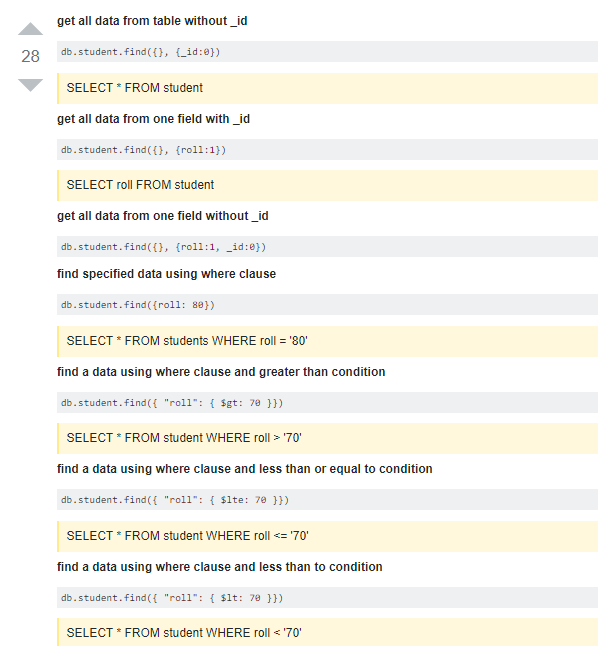 get all data from table without _id
28
db.student.find({}, {_id:0})
SELECT * FROM student
get all data from one field with _id
db.student.find({}, {roll:1})
SELECT roll FROM student
get all data from one field without _id
db.student.find({}, {roll:1, _id:0})
find specified data using where clause
db.student.find({roll: 80})
SELECT * FROM students WHERE roll = '80'
find a data using where clause and greater than condition
db.student.find({ "roll": { $gt: 70 }})
SELECT * FROM student WHERE roll > '70'
find a data using where clause and less than or equal to condition
db.student.find({ "roll": { $lte: 70 }})
SELECT * FROM student WHERE roll <= '70'
find a data using where clause and less than to condition
db.student.find({ "roll": { $lt: 70 }})
SELECT * FROM student WHERE roll < '70'